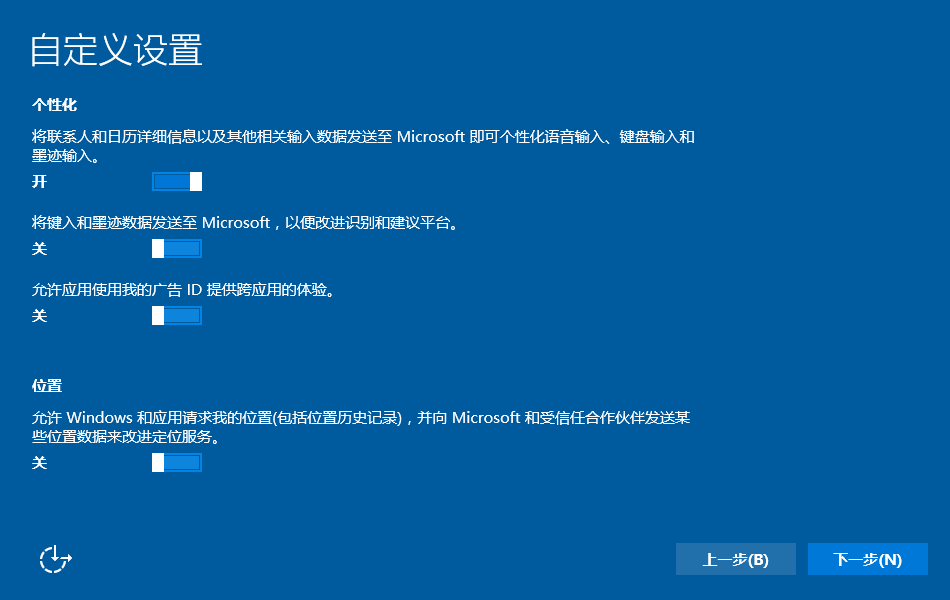 自定义设置
个性化
将联系人和日历详细信息以及其他相关输入数据发送至 Microsoft 即可个性化语音输入、键盘输入和
墨迹输入。
开
将键入和墨迹数据发送至 Microsoft，以便改进识别和建议平台。
关
允许应用使用我的广告 ID 提供跨应用的体验。
关
位置
允许 Windows 和应用请求我的位置(包括位置历史记录)，并向 Microsoft 和受信任合作伙伴发送某
些位置数据来改进定位服务。
关
上一步(B)
下一步(N)